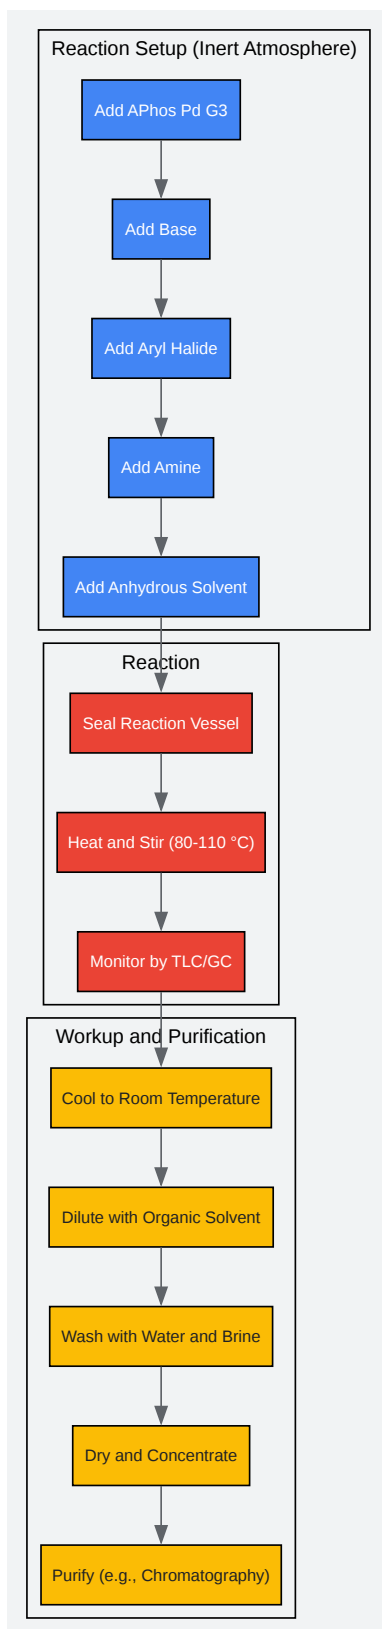 Reaction Setup (Inert Atmosphere)
Add APhos Pd G3
Add Base
Add Aryl Halide
Add Amine
Add Anhydrous Solvent
Reaction
Seal Reaction Vessel
Heat and Stir (80-110 °C)
Monitor by TLC/GC
Workup and Purification
Cool to Room Temperature
Dilute with Organic Solvent
Wash with Water and Brine
Dry and Concentrate
Purify (e.g., Chromatography)